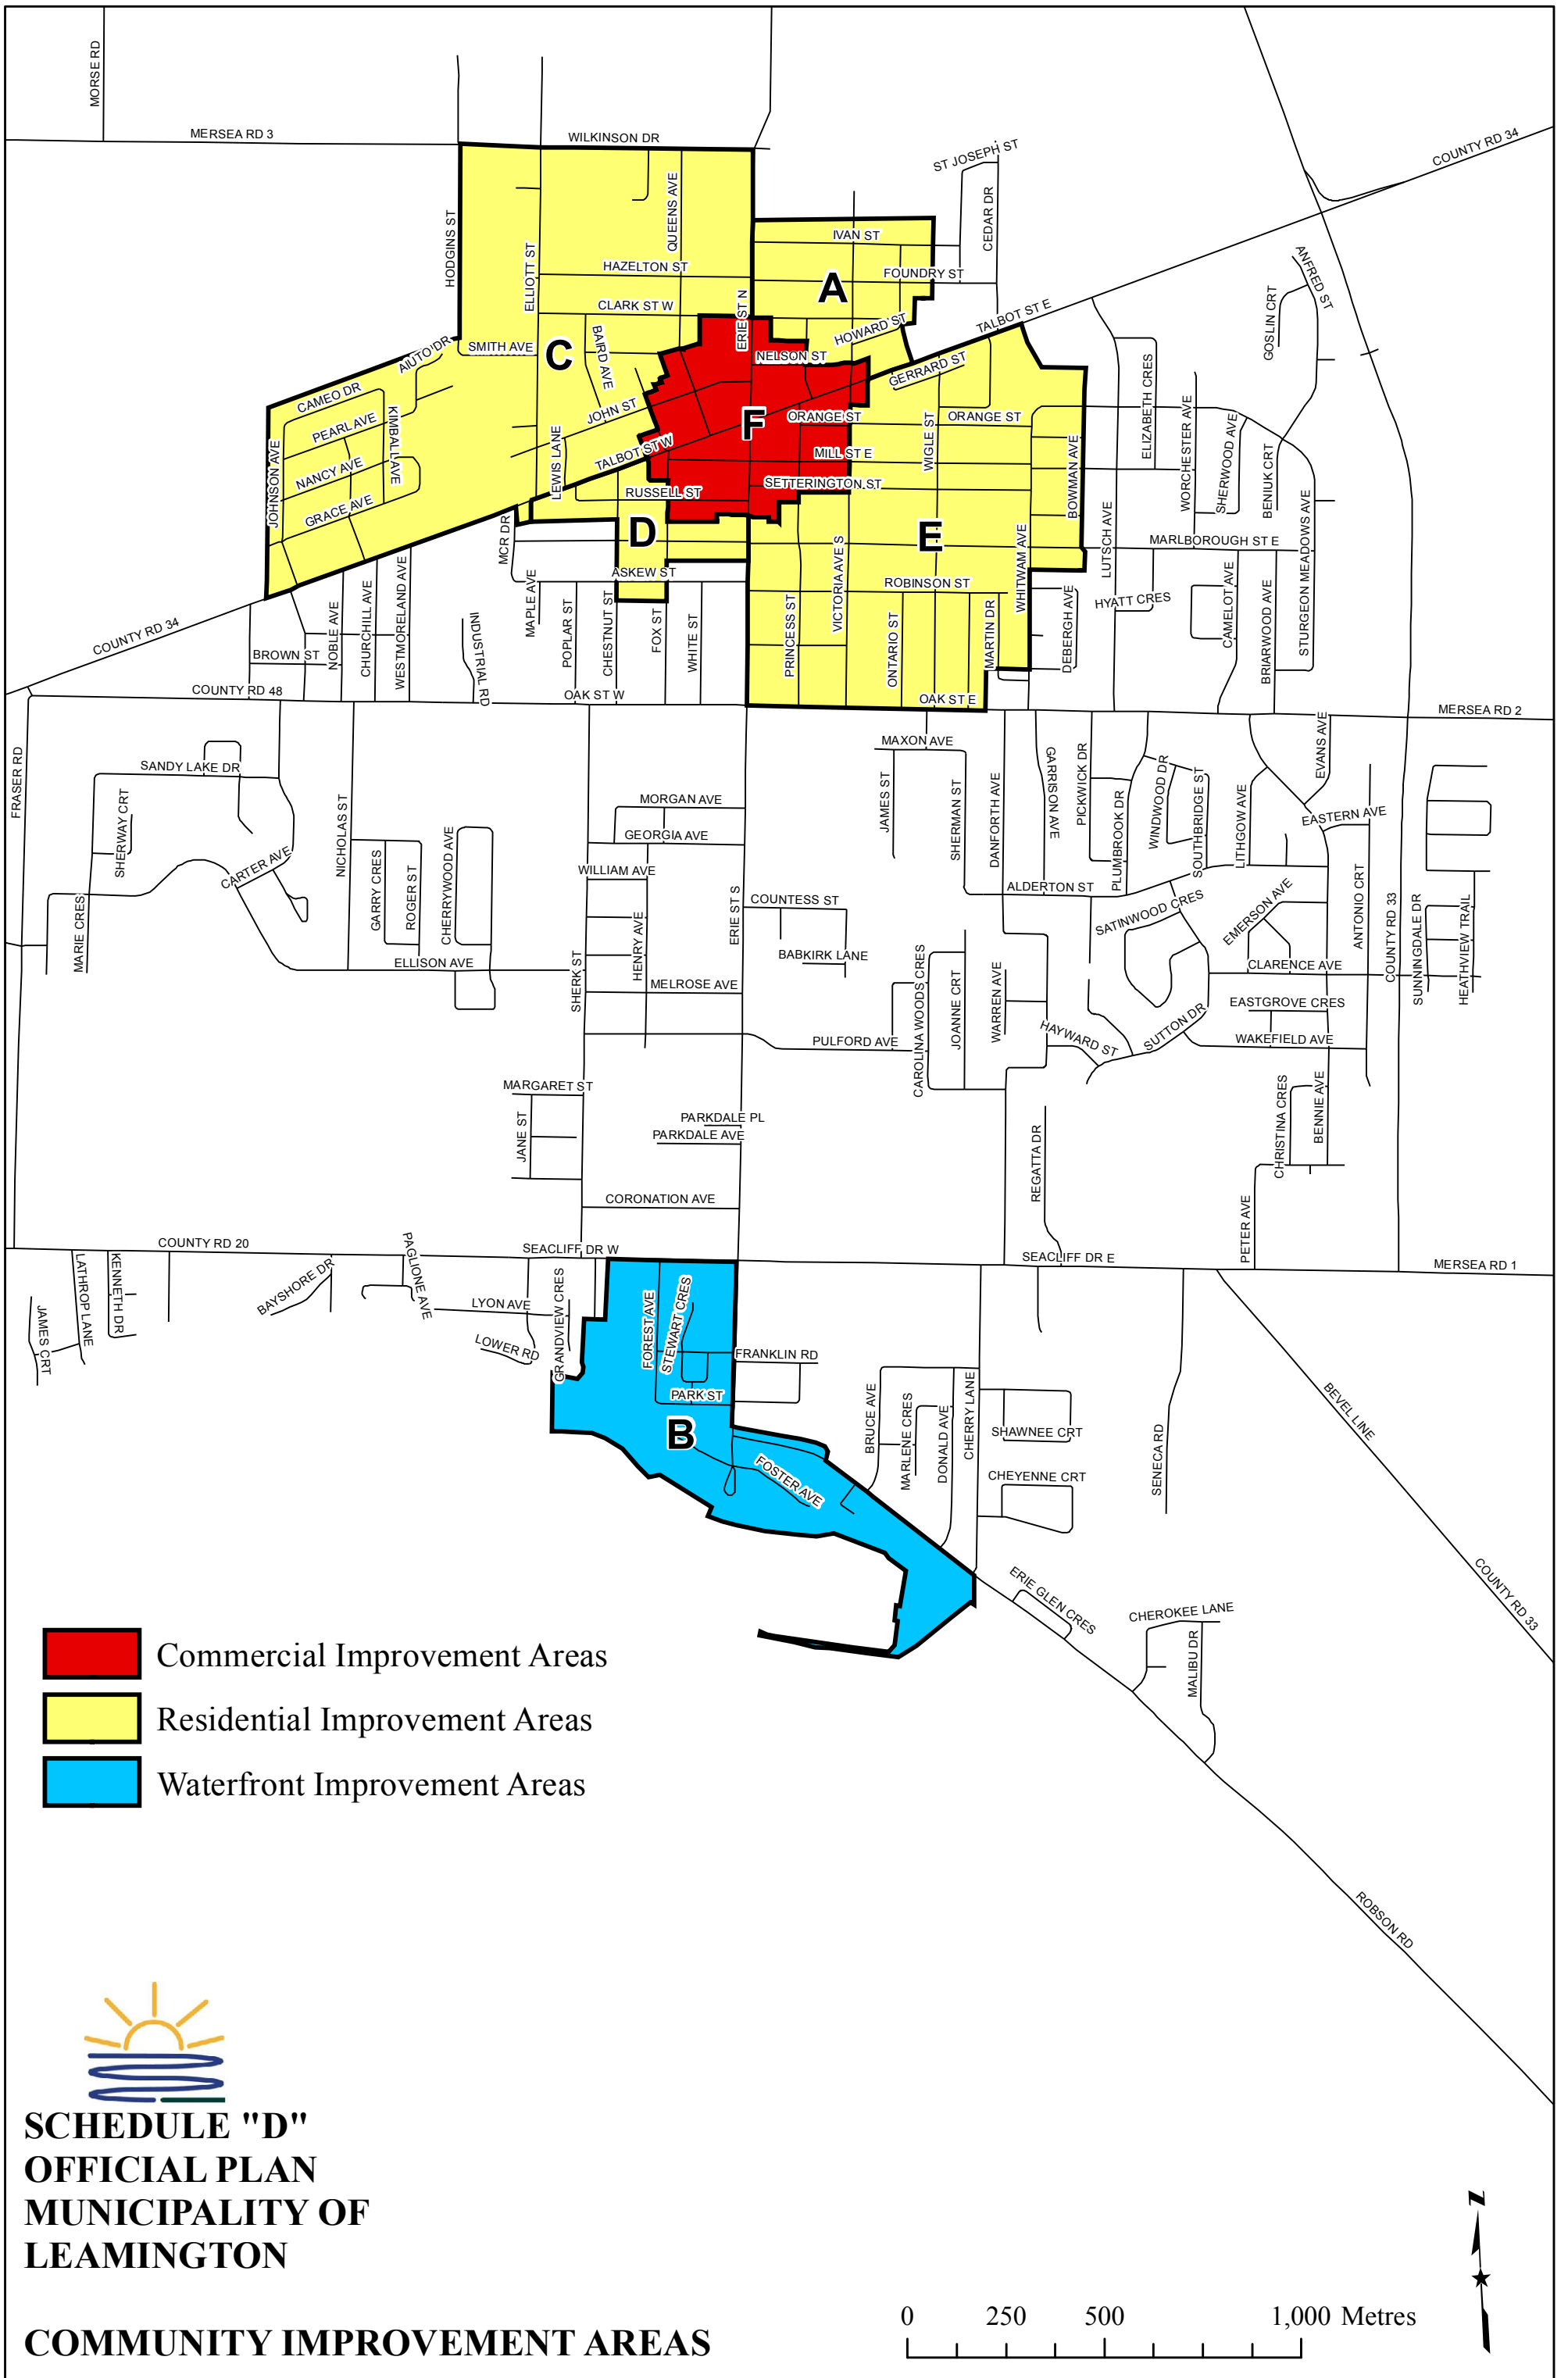 MORSE RD
MERSEA RD 3
WILKINSON DR
ST JOSEPH ST
COUNTY RD 34
HODGINS ST
ELLIOTT ST
QUEENS AVE
HAZELTON ST
CLARK ST W
ERIE ST N
IVAN ST
FOUNDRY ST
CEDAR DR
A
HOWARD ST
TALBOT ST E
ANFRED ST
GOSLIN CRT
AIUTO DR
SMITH AVE
C
BAIRD AVE
NELSON ST
GERRARD ST
CAMEO DR
PEARL AVE
KIMBALL AVE
NANCY AVE
GRACE AVE
JOHNSON AVE
JOHN ST
LEWIS LANE
TALBOT ST W
F
ORANGE ST
ORANGE ST
MILL ST E
WIGLE ST
SETTERINGTON ST
RUSSELL ST
BOWMAN AVE
ELIZABETH CRES
WORCHESTER AVE
SHERWOOD AVE
BENIUK CRT
STURGEON MEADOWS AVE
LUTSCH AVE
MARLBOROUGH ST E
MCR DR
D
E
ASKEW ST
VICTORIA AVE S
ROBINSON ST
WHITWAM AVE
HYATT CRES
CAMELOT AVE
BRIARWOOD AVE
DEBERGH AVE
COUNTY RD 34
BROWN ST
NOBLE AVE
CHURCHILL AVE
WESTMORELAND AVE
INDUSTRIAL RD
MAPLE AVE
POPLAR ST
CHESTNUT ST
FOX ST
WHITE ST
PRINCESS ST
ONTARIO ST
MARTIN DR
COUNTY RD 48
OAK ST W
OAK ST E
MERSEA RD 2
FRASER RD
SANDY LAKE DR
SHERWAY CRT
CARTER AVE
MARIE CRES
NICHOLAS ST
GARRY CRES
ROGER ST
CHERRYWOOD AVE
ELLISON AVE
MORGAN AVE
GEORGIA AVE
WILLIAM AVE
HENRY AVE
SHERK ST
MELROSE AVE
ERIE ST S
COUNTESS ST
BABKIRK LANE
PULFORD AVE
MAXON AVE
JAMES ST
SHERMAN ST
DANFORTH AVE
GARRISON AVE
PICKWICK DR
PLUMBROOK DR
WINDWOOD DR
SOUTHBRIDGE ST
LITHGOW AVE
EVANS AVE
EASTERN AVE
ALDERTON ST
SATINWOOD CRES
EMERSON AVE
ANTONIO CRT
COUNTY RD 33
SUNNINGDALE DR
HEATHVIEW TRAIL
CLARENCE AVE
EASTGROVE CRES
WAKEFIELD AVE
CAROLINA WOODS CRES
JOANNE CRT
WARREN AVE
HAYWARD ST
SUTTON DR
MARGARET ST
JANE ST
PARKDALE PL
PARKDALE AVE
CORONATION AVE
REGATTA DR
CHRISTINA CRES
BENNIE AVE
PETER AVE
COUNTY RD 20
SEACLIFF DR W
SEACLIFF DR E
MERSEA RD 1
LATHROP LANE
KENNETH DR
JAMES CRT
BAYSHORE DR
PAGLIONE AVE
LYON AVE
LOWER RD
GRANDVIEW CRES
FOREST AVE
STEWART CRES
FRANKLIN RD
PARK ST
B
FOSTER AVE
BRUCE AVE
MARLENE CRES
DONALD AVE
CHERRY LANE
SHAWNEE CRT
CHEYENNE CRT
SENECA RD
BEVEL LINE
COUNTY RD 33
ERIE GLEN CRES
CHEROKEE LANE
MALIBU DR
ROBSON RD
Commercial Improvement Areas
Residential Improvement Areas
Waterfront Improvement Areas
SCHEDULE "D"
OFFICIAL PLAN
MUNICIPALITY OF
LEAMINGTON
COMMUNITY IMPROVEMENT AREAS
0 250 500 1,000 Metres
N